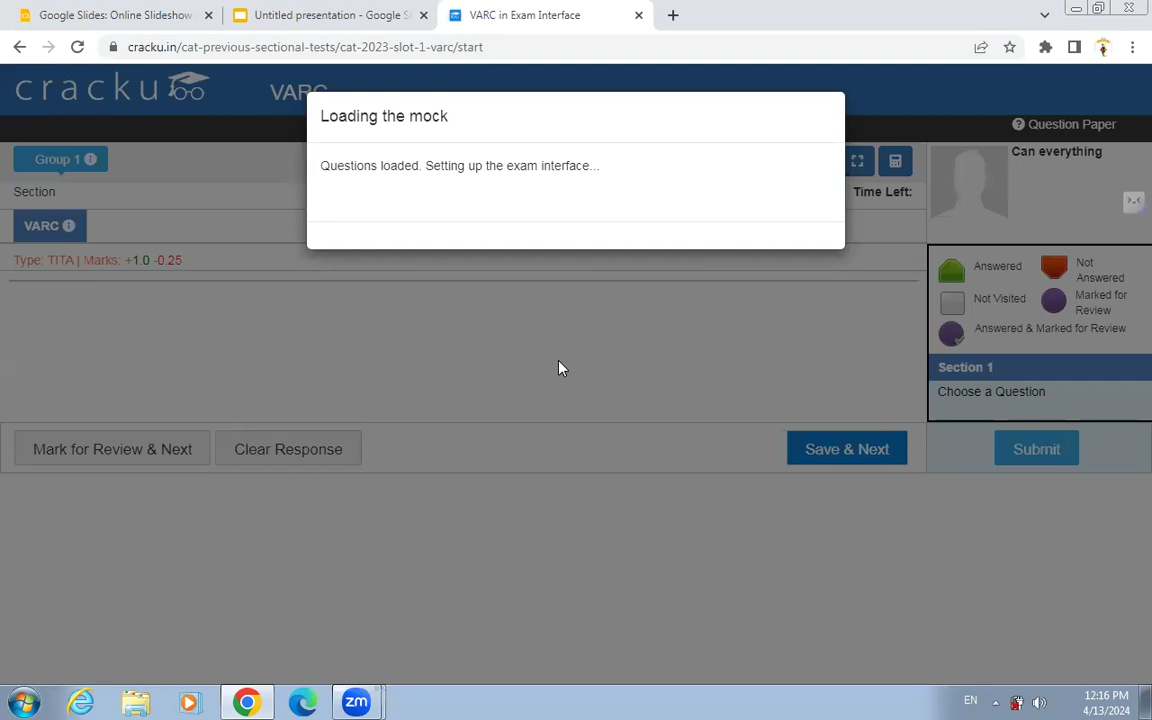 Google Slides: Online Slideshow
Untitled presentation - Google Sl
VARC in Exam Interface
cracku.in/cat-previous-sectional-tests/cat-2023-slot-1-varc/start
cracku
VARC
Loading the mock
Questions loaded. Setting up the exam interface...
Question Paper
Group 1
Section
Time Left:
Can everything
VARC
Type: TITA | Marks: +1.0 -0.25
Answered
Not Answered
Not Visited
Marked for Review
Answered & Marked for Review
Section 1
Choose a Question
Mark for Review & Next
Clear Response
Save & Next
Submit
zm
EN
12:16 PM
4/13/2024